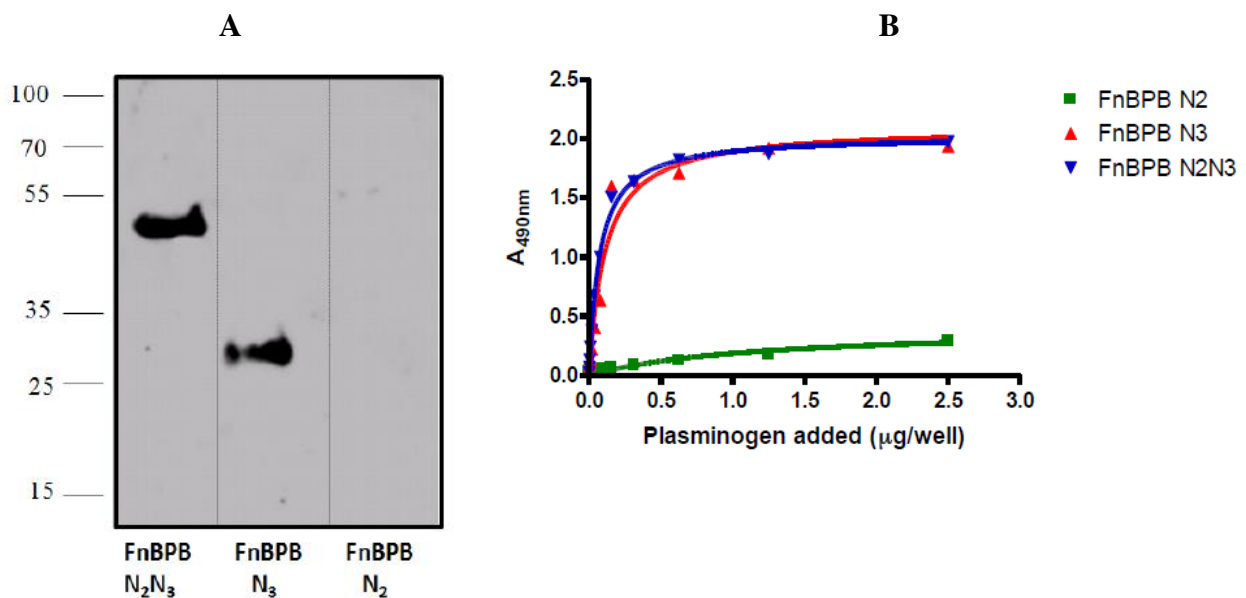 A
B
100
70
55
35
25
15
FnBPB
N₂N₃
FnBPB
N₃
FnBPB
N₂
2.5
2.0
1.5
1.0
0.5
0.0
A490nm
0.0 0.5 1.0 1.5 2.0 2.5 3.0
Plasminogen added (μg/well)
FnBPB N2
FnBPB N3
FnBPB N2N3